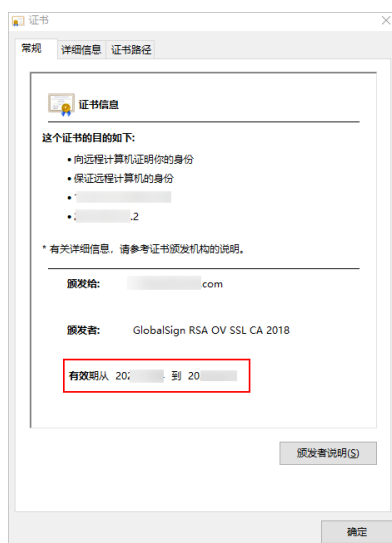 证书
常规 详细信息 证书路径
证书信息
这个证书的目的如下:
• 向远程计算机证明你的身份
• 保证远程计算机的身份
•
• .2
* 有关详细信息，请参考证书颁发机构的说明。
颁发给: .com
颁发者: GlobalSign RSA OV SSL CA 2018
有效期从 202 到 20
颁发者说明(S)
确定